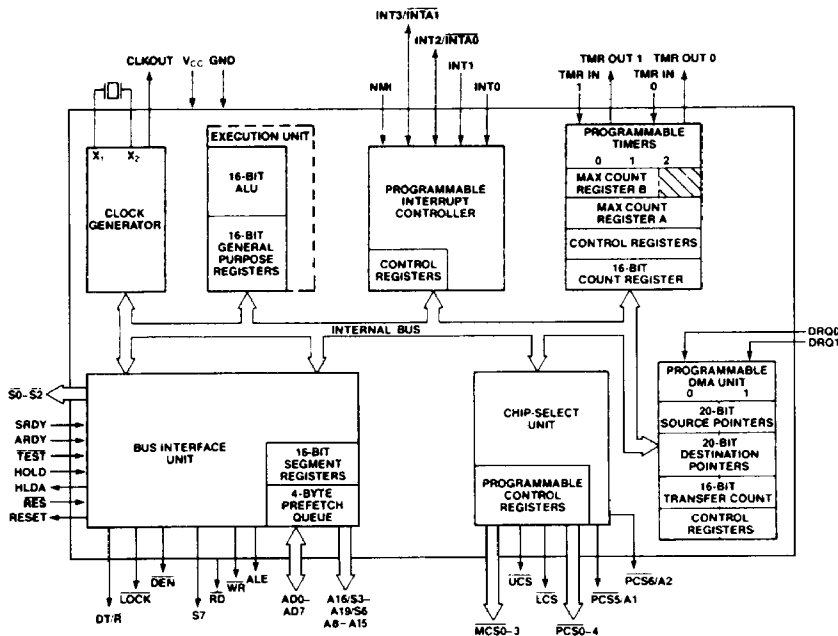 INT3/INTA1
INT2/INTA0
TMR OUT 1 TMR OUT 0
CLKOUT VCC GND
INT1
TMR IN TMR IN
NMI
INT0
1 0
X1 X2
CLOCK
GENERATOR
EXECUTION UNIT
16-BIT
ALU
16-BIT
GENERAL
PURPOSE
REGISTERS
PROGRAMMABLE
INTERRUPT
CONTROLLER
CONTROL
REGISTERS
PROGRAMMABLE
TIMERS
0 1 2
MAX COUNT
REGISTER B
MAX COUNT
REGISTER A
CONTROL REGISTERS
16-BIT
COUNT REGISTER
INTERNAL BUS
DRQ0
DRQ1
S0-S2
SRDY
ARDY
TEST
HOLD
HLDA
RES
RESET
BUS INTERFACE
UNIT
16-BIT
SEGMENT
REGISTERS
4-BYTE
PREFETCH
QUEUE
CHIP-SELECT
UNIT
PROGRAMMABLE
CONTROL
REGISTERS
PROGRAMMABLE
DMA UNIT
0 1
20-BIT
SOURCE POINTERS
20-BIT
DESTINATION
POINTERS
16-BIT
TRANSFER COUNT
CONTROL
REGISTERS
DT/R
LOCK
DEN
S7
RD
WR
ALE
AD0-
AD7
A16/S3-
A19/S6
A8-A15
MCS0-3
UCS
LCS
PCS0-4
PCS5/A1
PCS6/A2